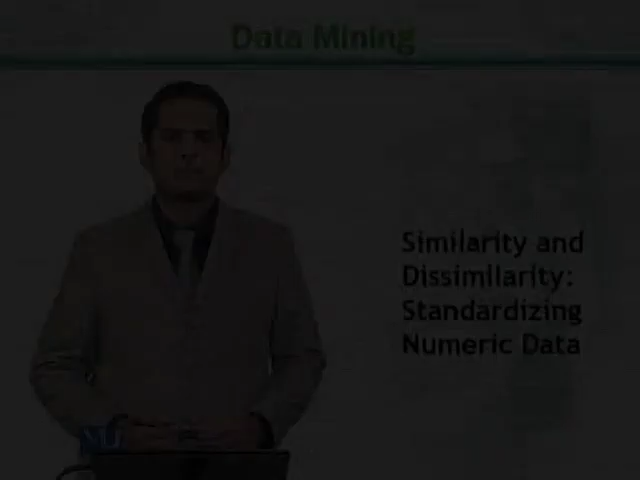 Data Mining
Similarity and
Dissimilarity:
Standardizing
Numeric Data